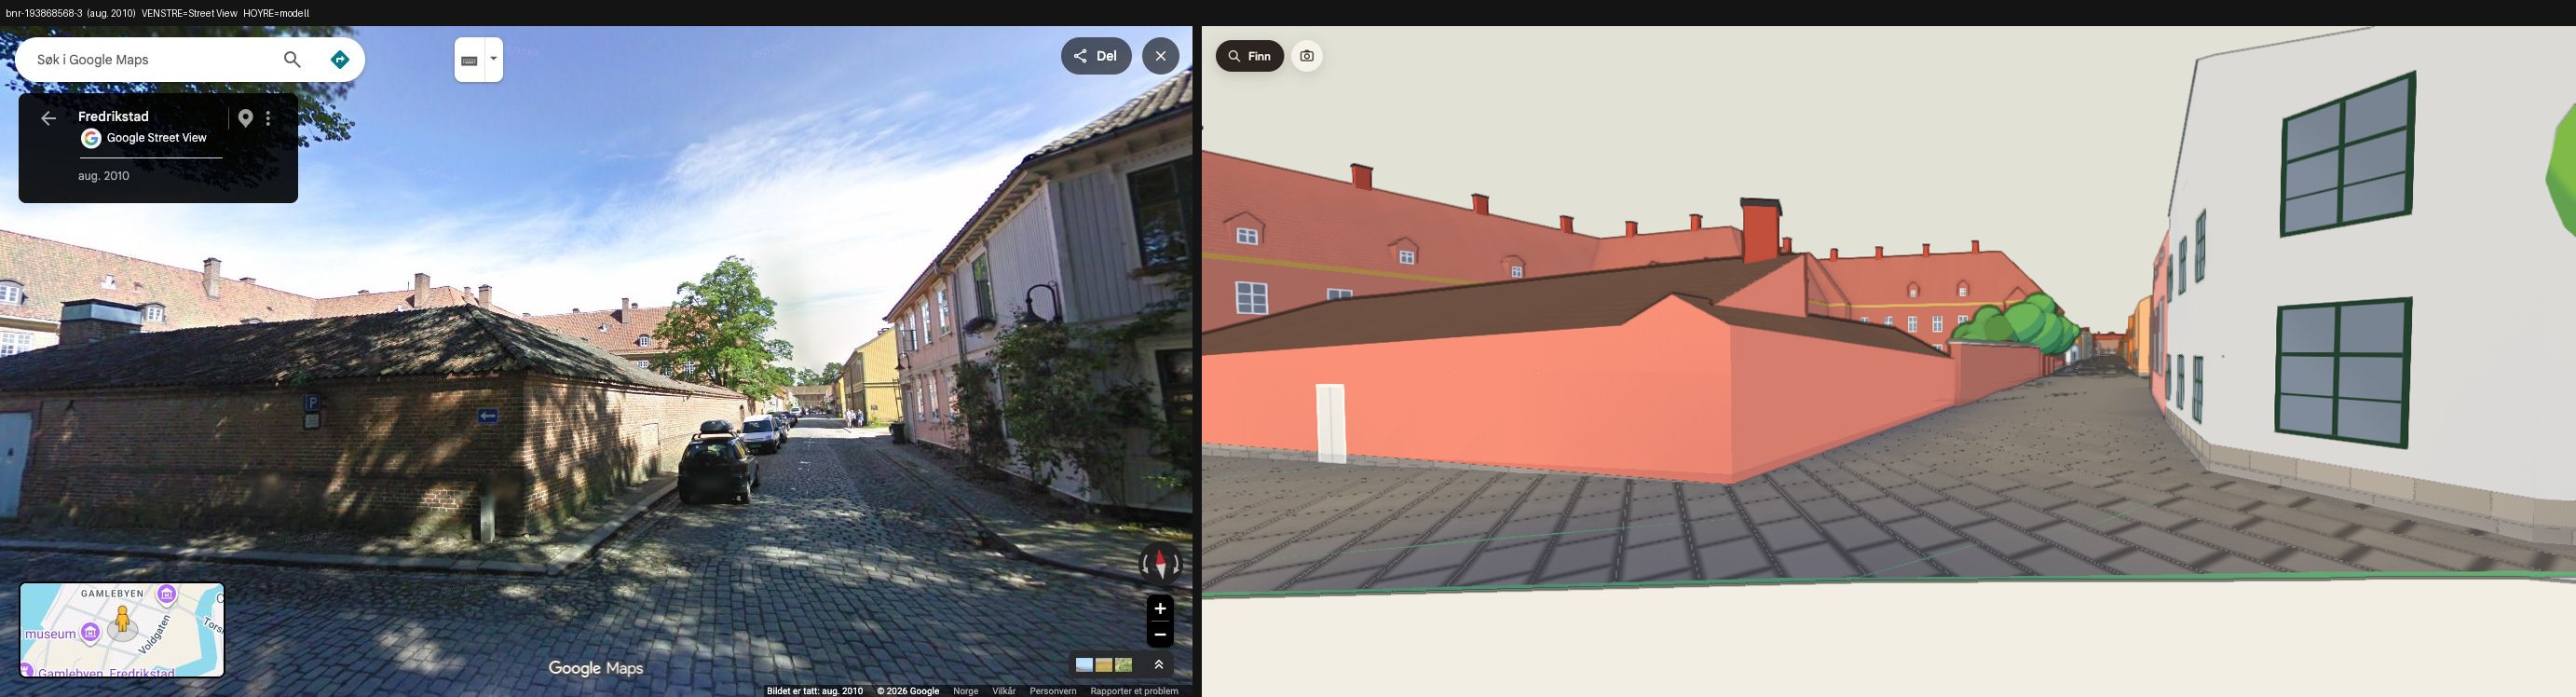 bnr-193868568-3 (aug. 2010) VENSTRE=Street View HOYRE=modell
Søk i Google Maps
Del
Fredrikstad
Google Street View
aug. 2010
Finn
P
GAMLEBYEN
museum
Voldgaten
Gamlebyen, Fredrikstad
Google Maps
Bildet er tatt: aug. 2010 © 2026 Google Norge Vilkår Personvern Rapporter et problem